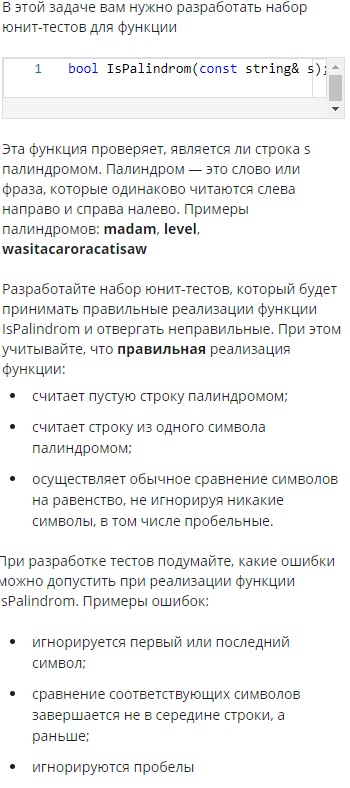 В этой задаче вам нужно разработать набор
юнит-тестов для функции
1 bool IsPalindrom(const string& s);
Эта функция проверяет, является ли строка s
палиндромом. Палиндром — это слово или
фраза, которые одинаково читаются слева
направо и справа налево. Примеры
палиндромов: madam, level,
wasitacaroracatisaw
Разработайте набор юнит-тестов, который будет
принимать правильные реализации функции
IsPalindrom и отвергать неправильные. При этом
учитывайте, что правильная реализация
функции:
• считает пустую строку палиндромом;
• считает строку из одного символа
палиндромом;
• осуществляет обычное сравнение символов
на равенство, не игнорируя никакие
символы, в том числе пробельные.
При разработке тестов подумайте, какие ошибки
можно допустить при реализации функции
sPalindrom. Примеры ошибок:
• игнорируется первый или последний
символ;
• сравнение соответствующих символов
завершается не в середине строки, а
раньше;
• игнорируются пробелы